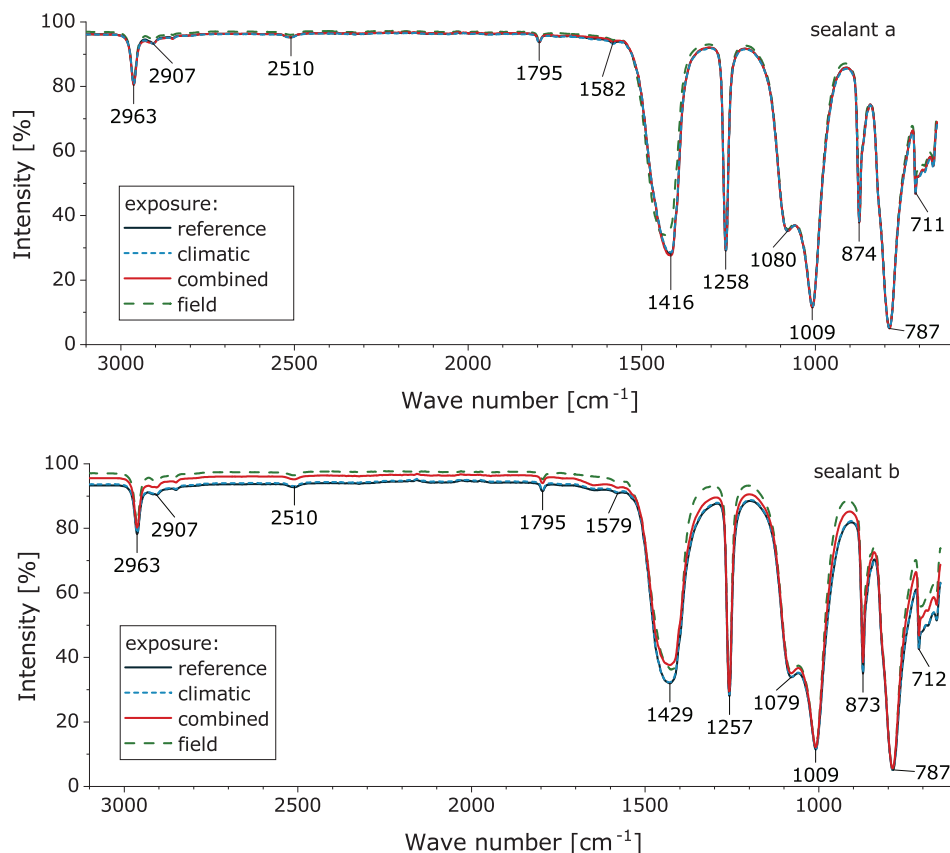 100
sealant a
2907
2510
1795
1582
80
2963
60
Intensity [%]
exposure:
reference
climatic
combined
field
40
711
1080
874
1258
1416
20
1009
787
0
3000
2500
2000
1500
1000
Wave number [cm⁻¹]
100
sealant b
2907
2510
1795
1579
80
2963
60
Intensity [%]
exposure:
reference
climatic
combined
field
40
712
1079
873
1429
1257
20
1009
787
0
3000
2500
2000
1500
1000
Wave number [cm⁻¹]